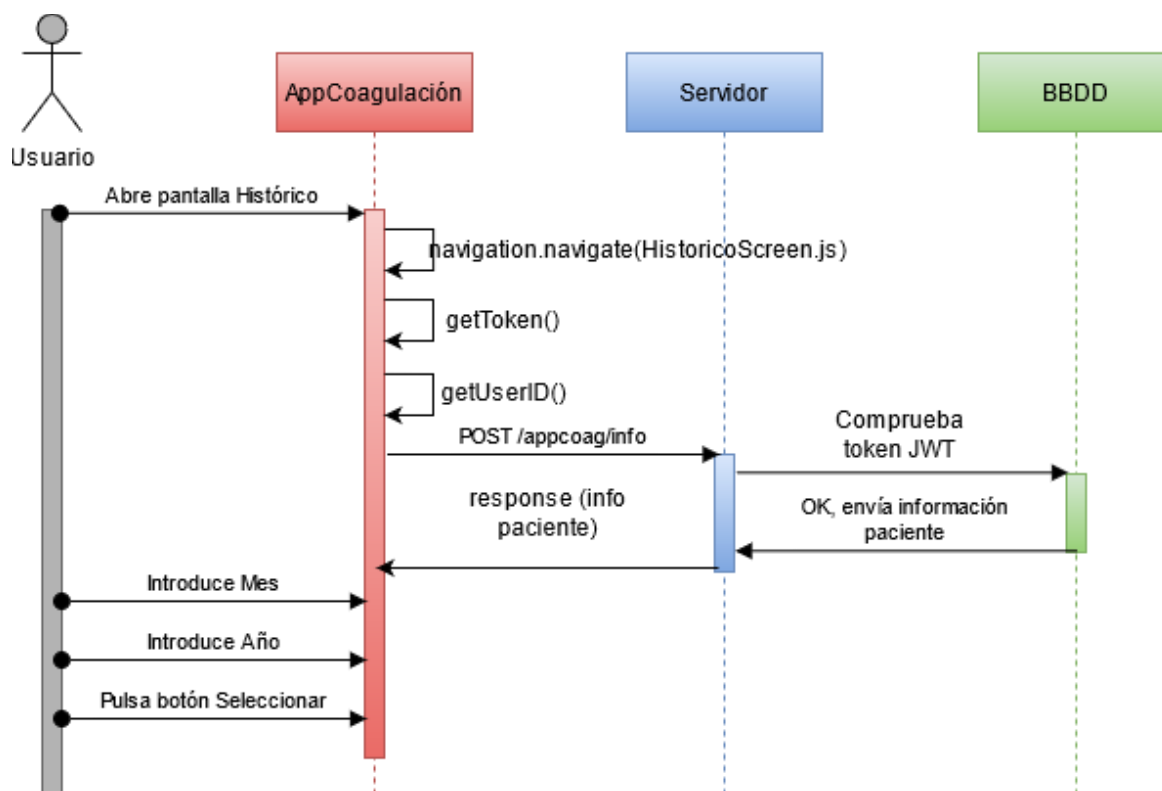 AppCoagulación
Servidor
BBDD
Usuario
Abre pantalla Histórico
navigation.navigate(HistoricoScreen.js)
getToken()
getUserID()
POST /appcoag/info
Comprueba
token JWT
response (info
paciente)
OK, envía información
paciente
Introduce Mes
Introduce Año
Pulsa botón Seleccionar